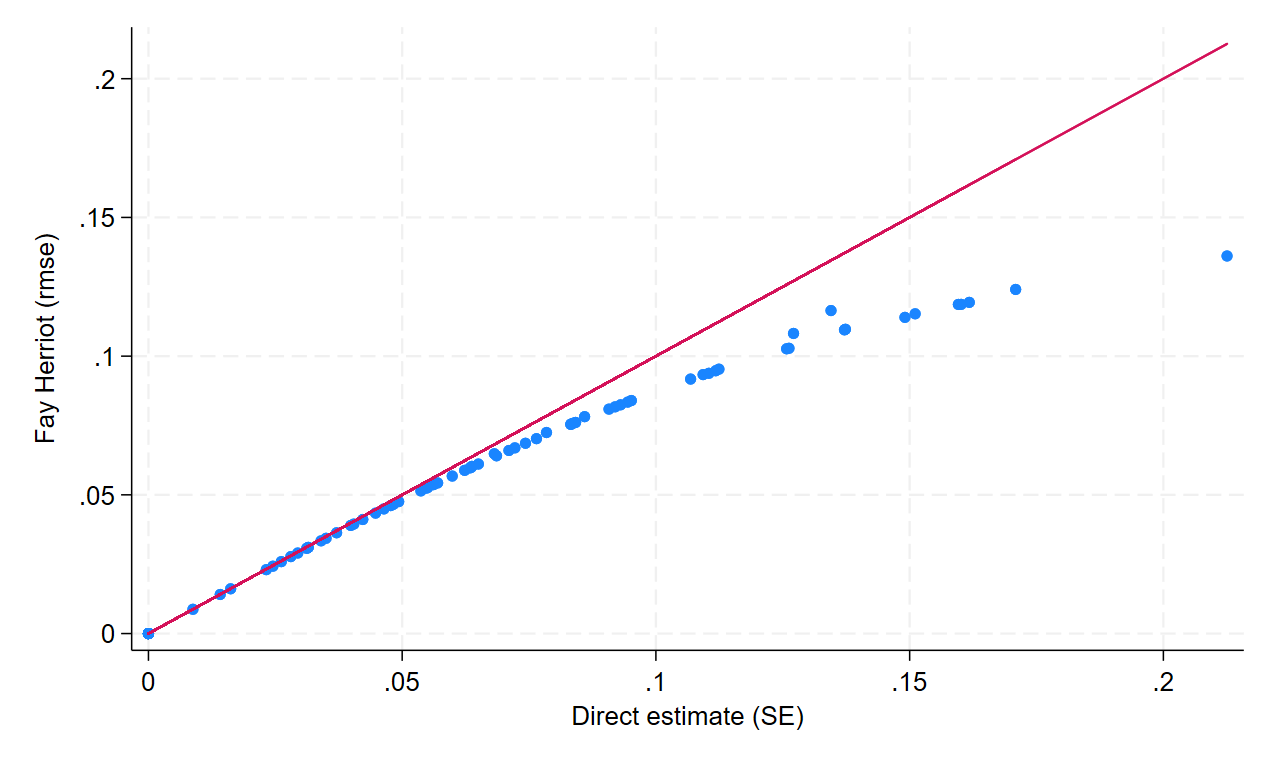 .2
.15
.1
.05
0
Fay Herriot (rmse)
0 .05 .1 .15 .2
Direct estimate (SE)